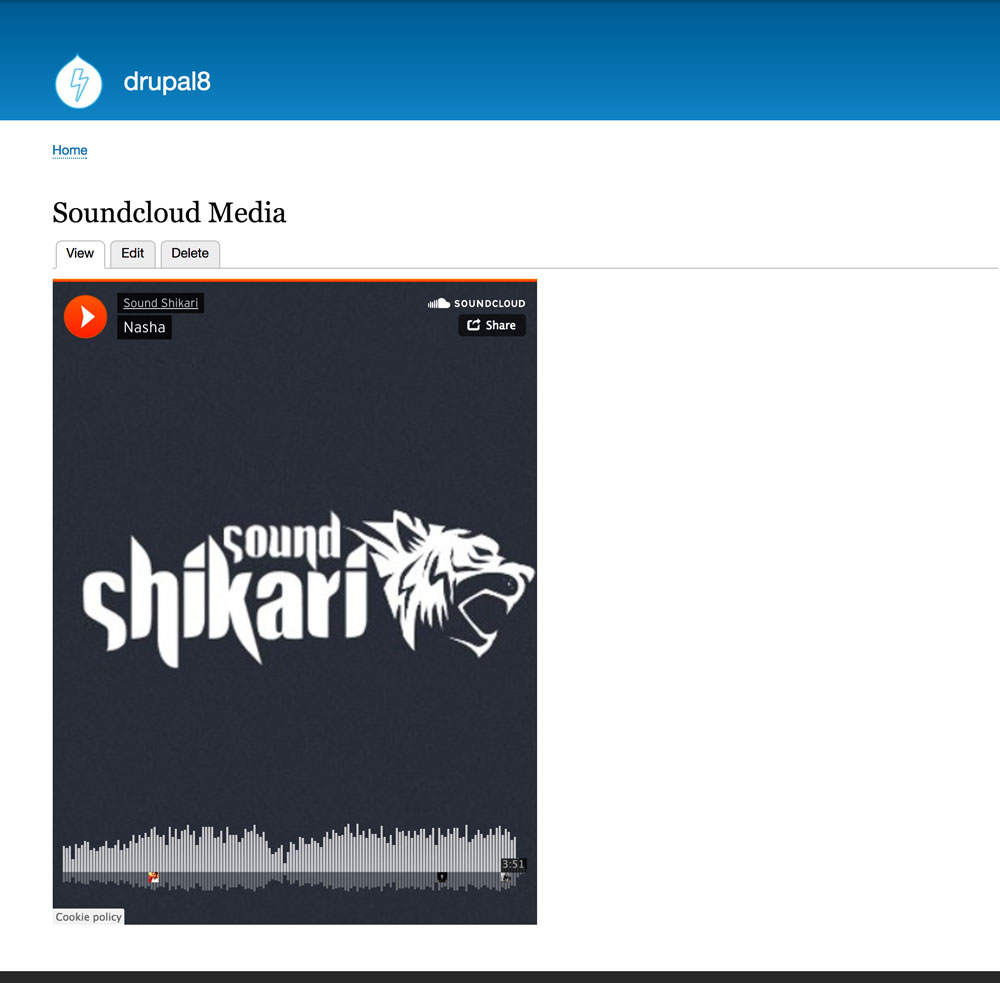 drupal8
Home
Soundcloud Media
View Edit Delete
Sound Shikari
SOUNDCLOUD
Nasha
Share
sound
shikari
3:51
Cookie policy